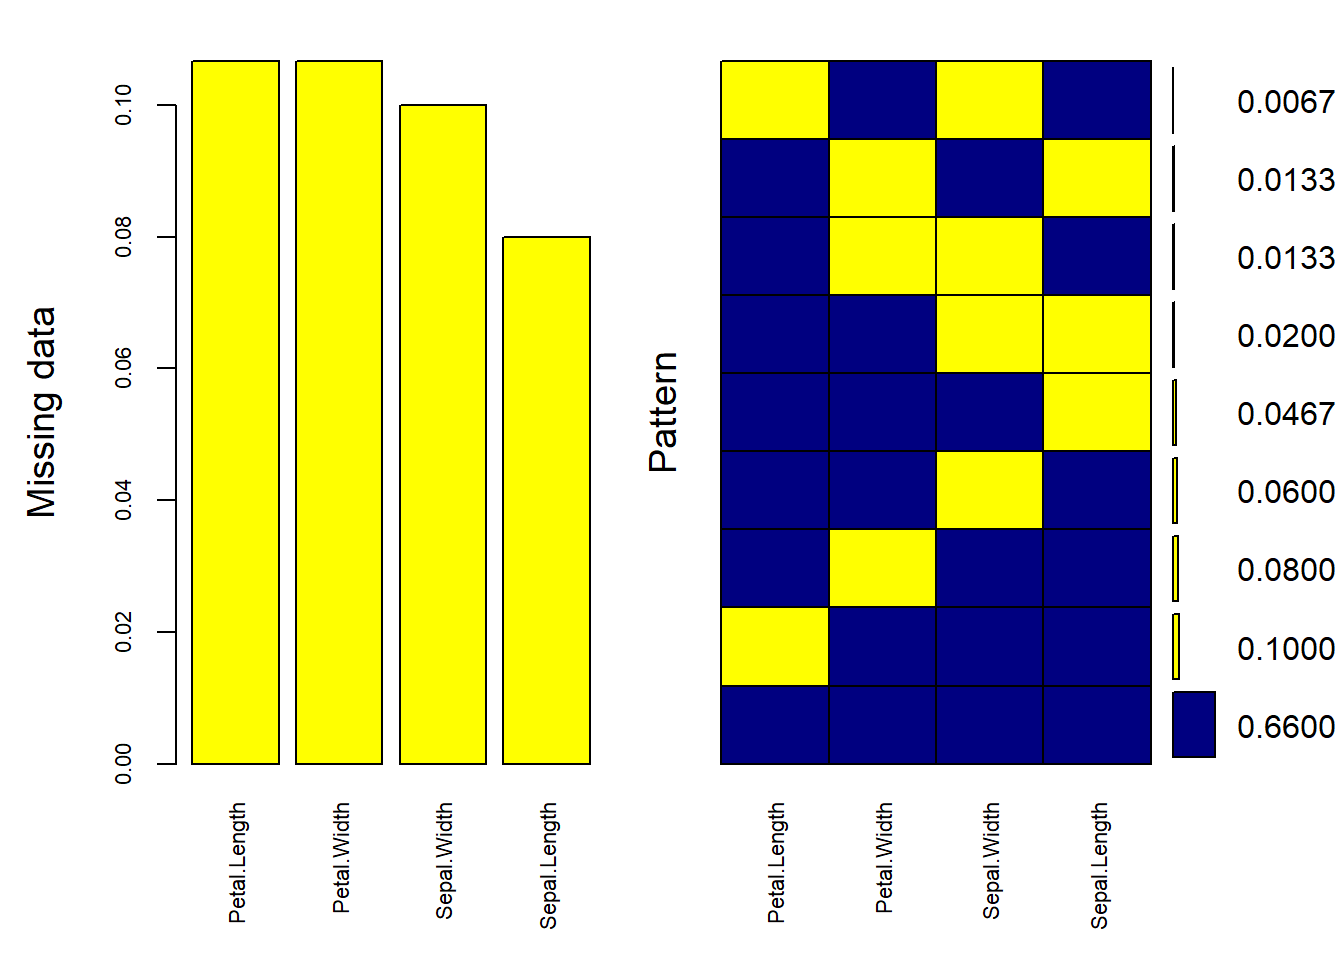 Missing data
0.10
0.08
0.06
0.04
0.02
0.00
Petal.Length
Petal.Width
Sepal.Width
Sepal.Length
Pattern
Petal.Length
Petal.Width
Sepal.Width
Sepal.Length
0.0067
0.0133
0.0133
0.0200
0.0467
0.0600
0.0800
0.1000
0.6600